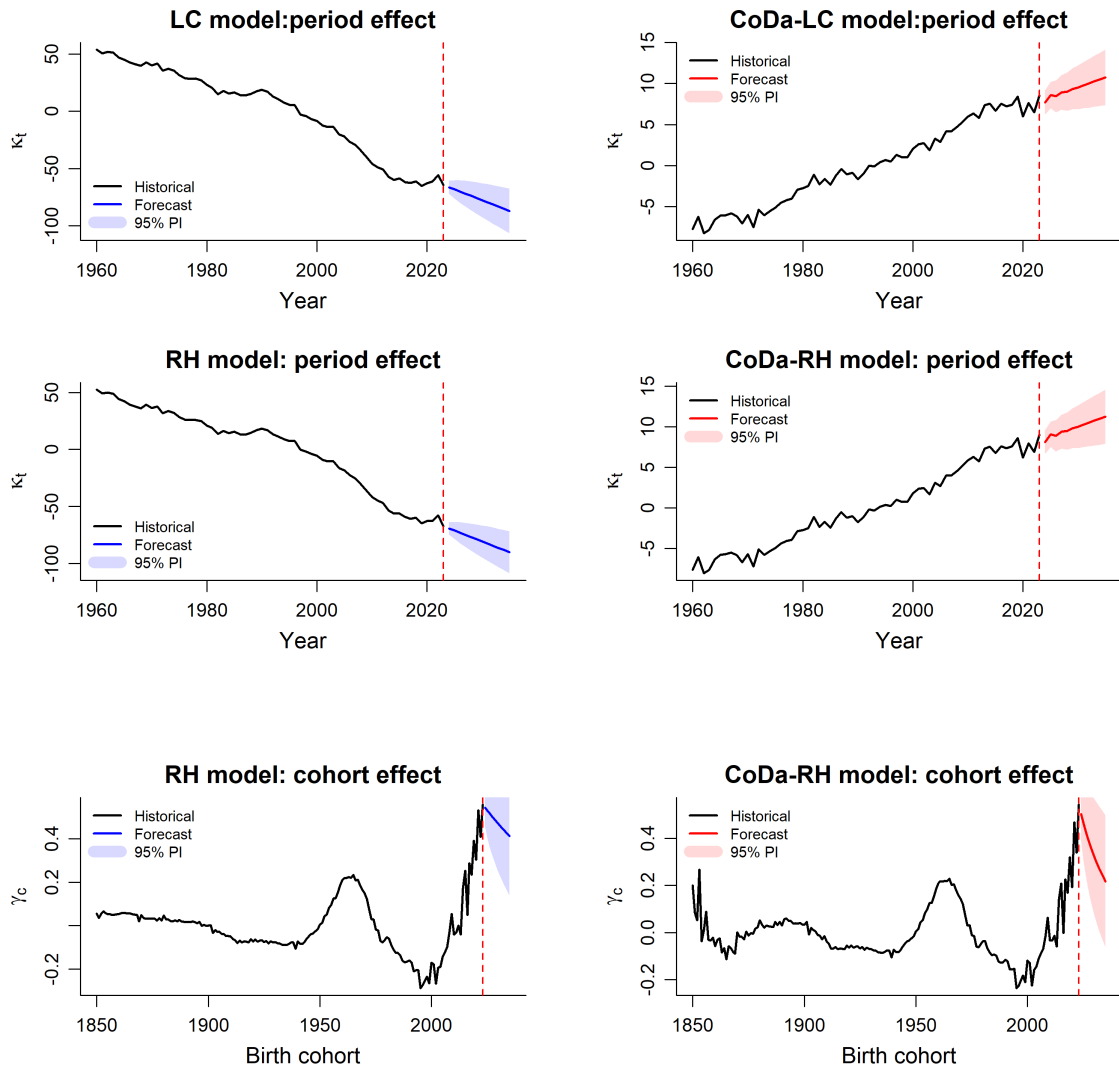 LC model:period effect
κt
50
0
-50
-100
Historical
Forecast
95% PI
1960
1980
2000
2020
Year
CoDa-LC model:period effect
κt
15
10
5
0
-5
Historical
Forecast
95% PI
1960
1980
2000
2020
Year
RH model: period effect
κt
50
0
-50
-100
Historical
Forecast
95% PI
1960
1980
2000
2020
Year
CoDa-RH model: period effect
κt
15
10
5
0
-5
Historical
Forecast
95% PI
1960
1980
2000
2020
Year
RH model: cohort effect
γc
0.4
0.2
-0.2
Historical
Forecast
95% PI
1850
1900
1950
2000
Birth cohort
CoDa-RH model: cohort effect
γc
0.4
0.2
0.0
-0.2
Historical
Forecast
95% PI
1850
1900
1950
2000
Birth cohort